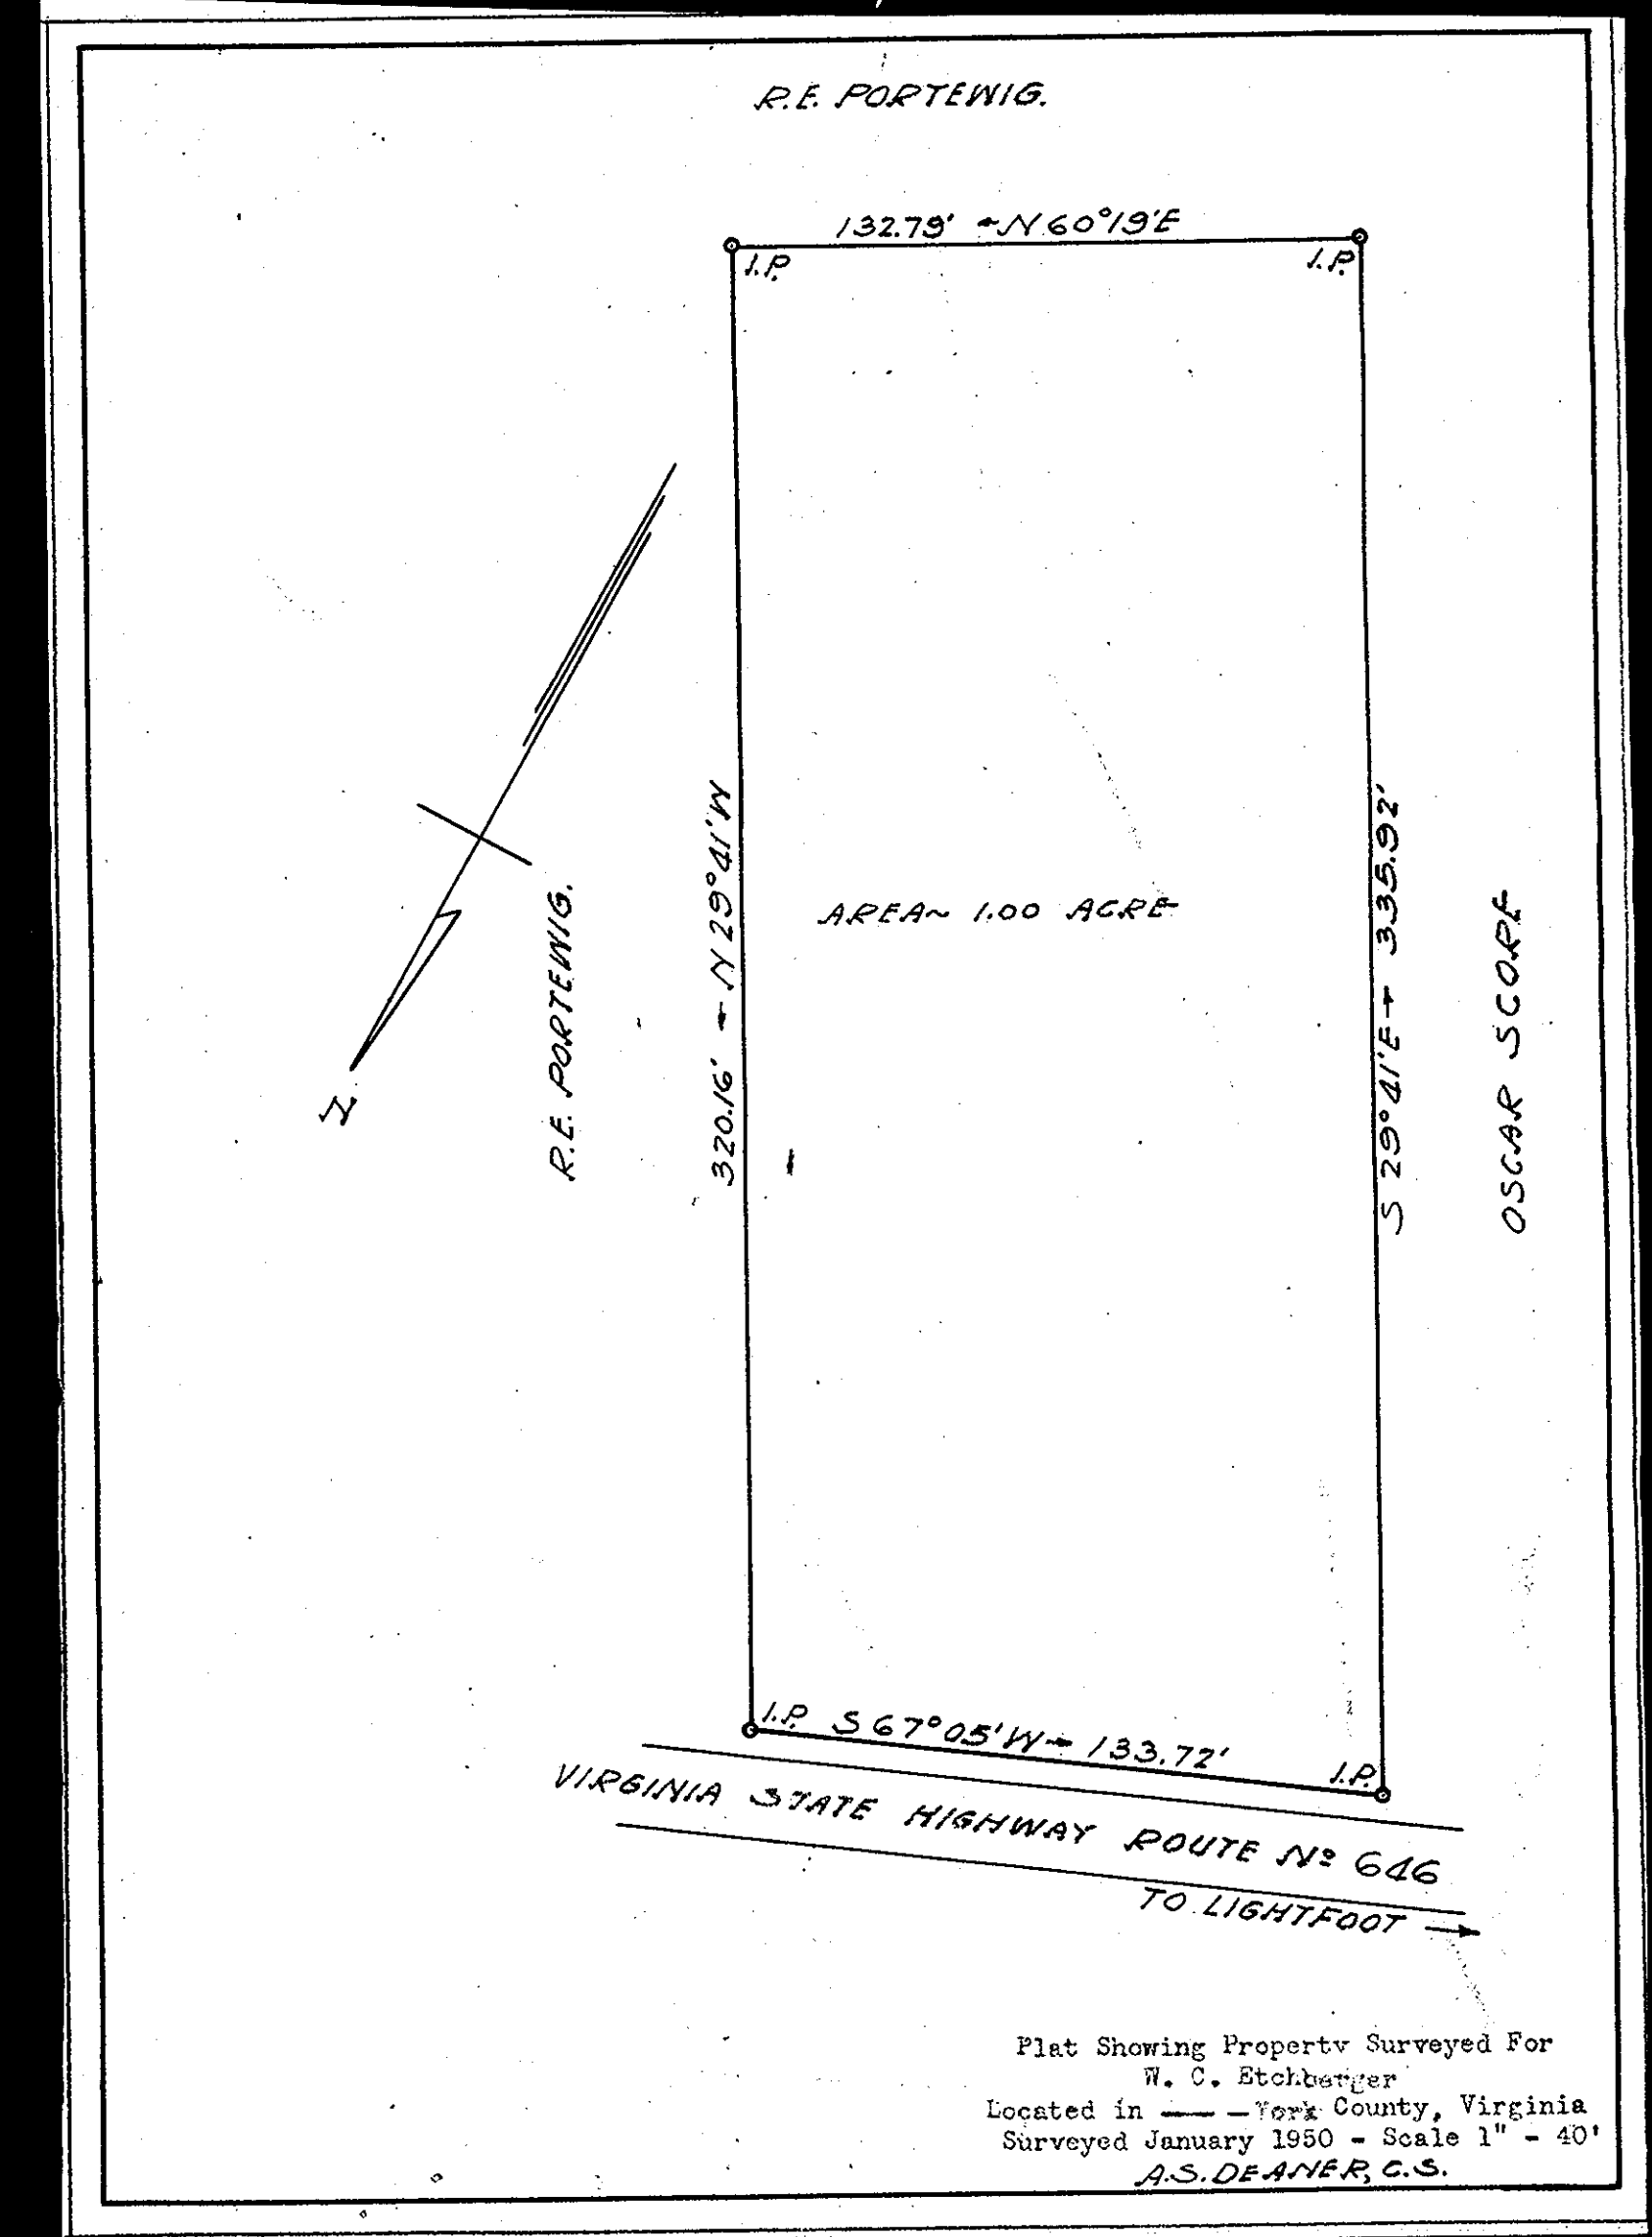 R.E. PORTEWIG.
132.79' - N 60°19'E
I.P. I.P.
320.16' - N 29°41'W
S 29°41'E - 335.92'
R.E. PORTEWIG.
AREA~ 1.00 ACRE
OSCAR SCOPE
N
I.P. S 67°05'W - 133.72' I.P.
VIRGINIA STATE HIGHWAY ROUTE Nº 646
TO LIGHTFOOT →
Plat Showing Property Surveyed For
W. C. Etchberger
Located in — — York County, Virginia
Surveyed January 1950 - Scale 1" - 40'
A.S. DEANER, C.S.